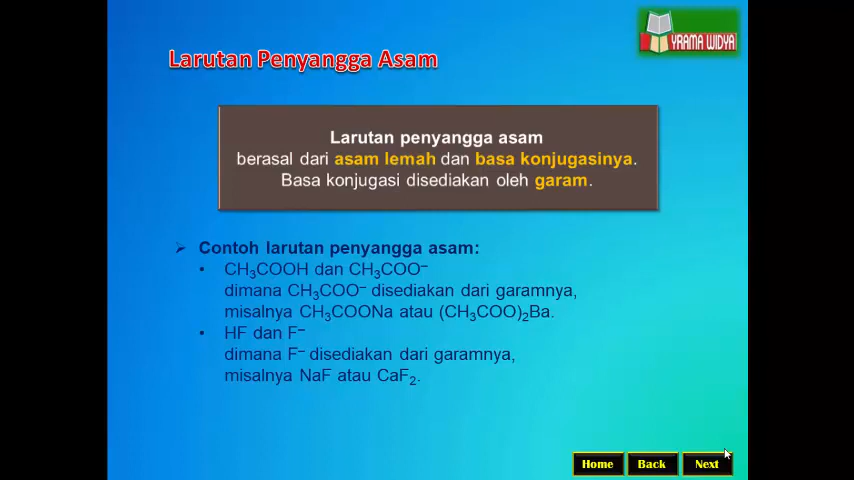 YRAMA WIDYA
Larutan Penyangga Asam
Larutan penyangga asam
berasal dari asam lemah dan basa konjugasinya.
Basa konjugasi disediakan oleh garam.
➢ Contoh larutan penyangga asam:
• CH₃COOH dan CH₃COO⁻
dimana CH₃COO⁻ disediakan dari garamnya,
misalnya CH₃COONa atau (CH₃COO)₂Ba.
• HF dan F⁻
dimana F⁻ disediakan dari garamnya,
misalnya NaF atau CaF₂.
Home Back Next